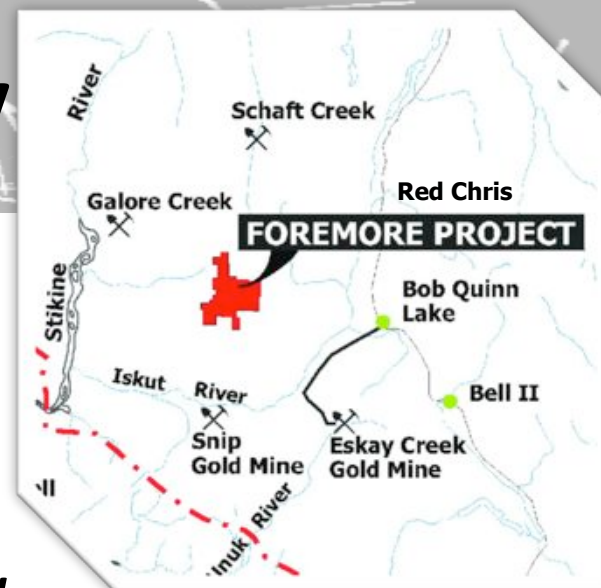 River
Schaft Creek
Red Chris
Galore Creek
FOREMORE PROJECT
Stikine
Bob Quinn
Lake
Bell II
Iskut River
Snip
Gold Mine
Eskay Creek
Gold Mine
River